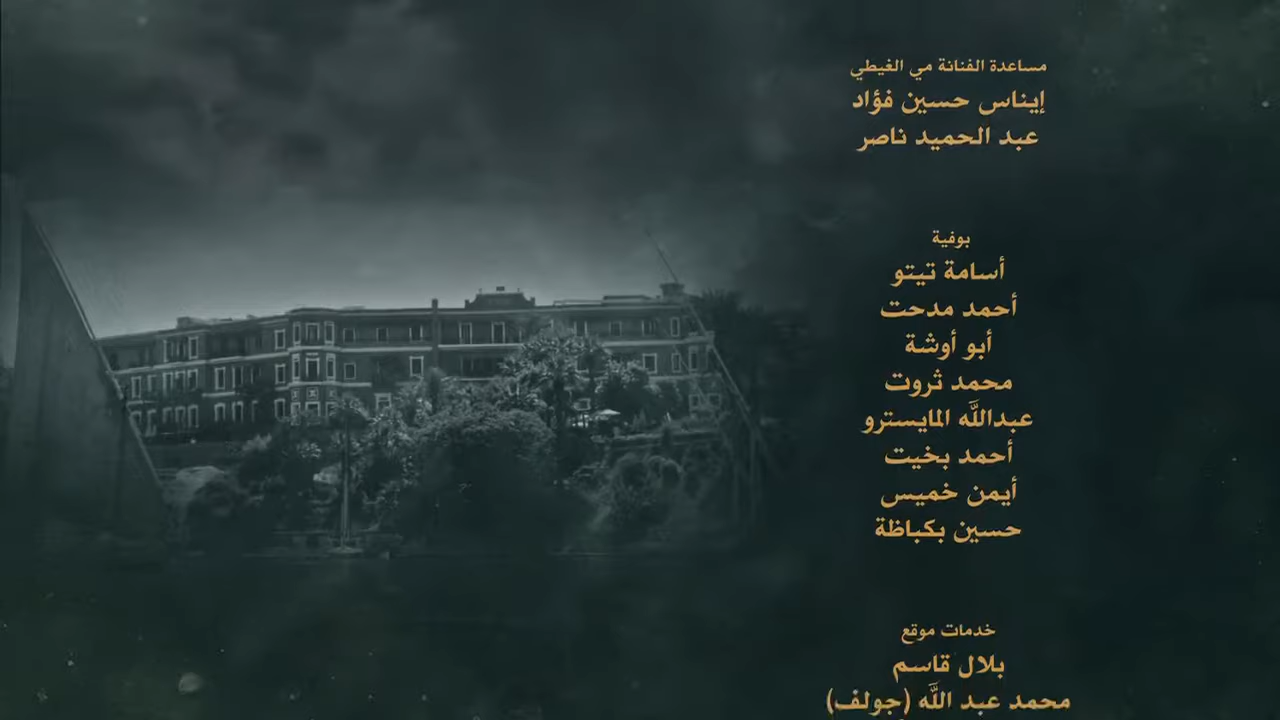 مساعدة الفنانة مي الغيطي
إيناس حسين فؤاد
عبد الحميد ناصر
بوفية
أسامة تيتو
أحمد مدحت
أبو أوشة
محمد ثروت
عبدالله المايسترو
أحمد بخيت
أيمن خميس
حسين بكباظة
خدمات موقع
بلال قاسم
محمد عبد الله (جولف)